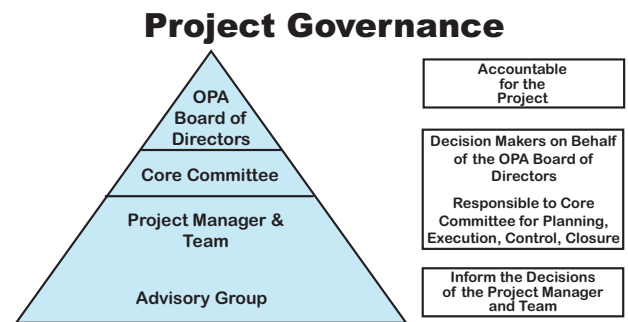 Project Governance
OPA
Board of
Directors
Core Committee
Project Manager &
Team
Advisory Group
Accountable
for the
Project
Decision Makers on Behalf
of the OPA Board of
Directors
Responsible to Core
Committee for Planning,
Execution, Control, Closure
Inform the Decisions
of the Project Manager
and Team